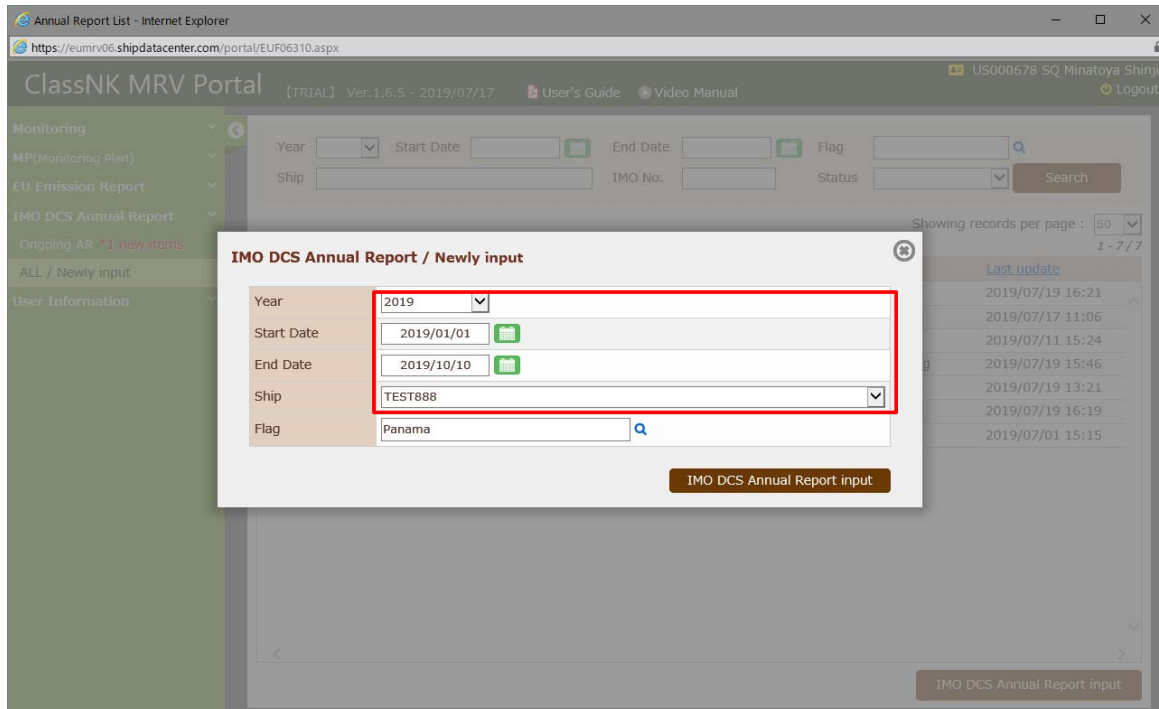 Annual Report List - Internet Explorer
https://eumrv06.shipdatacenter.com/portal/EUF06310.aspx
ClassNK MRV Portal 【TRIAL】 Ver.1.6.5 - 2019/07/17 User's Guide Video Manual
US000678 SQ Minatoya Shinji
Logout
Monitoring
MP(Monitoring Plan)
EU Emission Report
IMO DCS Annual Report
Ongoing AR *1 new items.
ALL / Newly input
User Information
Year Start Date End Date Flag
Ship IMO No. Status Search
Showing records per page : 50
1 - 7 / 7
Last update
2019/07/19 16:21
2019/07/17 11:06
2019/07/11 15:24
g 2019/07/19 15:46
2019/07/19 13:21
2019/07/19 16:19
2019/07/01 15:15
IMO DCS Annual Report / Newly input
Year 2019
Start Date 2019/01/01
End Date 2019/10/10
Ship TEST888
Flag Panama
IMO DCS Annual Report input
IMO DCS Annual Report input